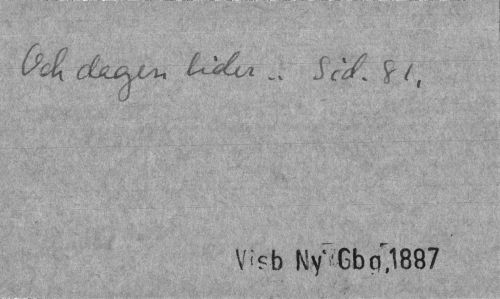 Och dagen lider.. Sid. 81.
Visb Ny Gbg, 1887